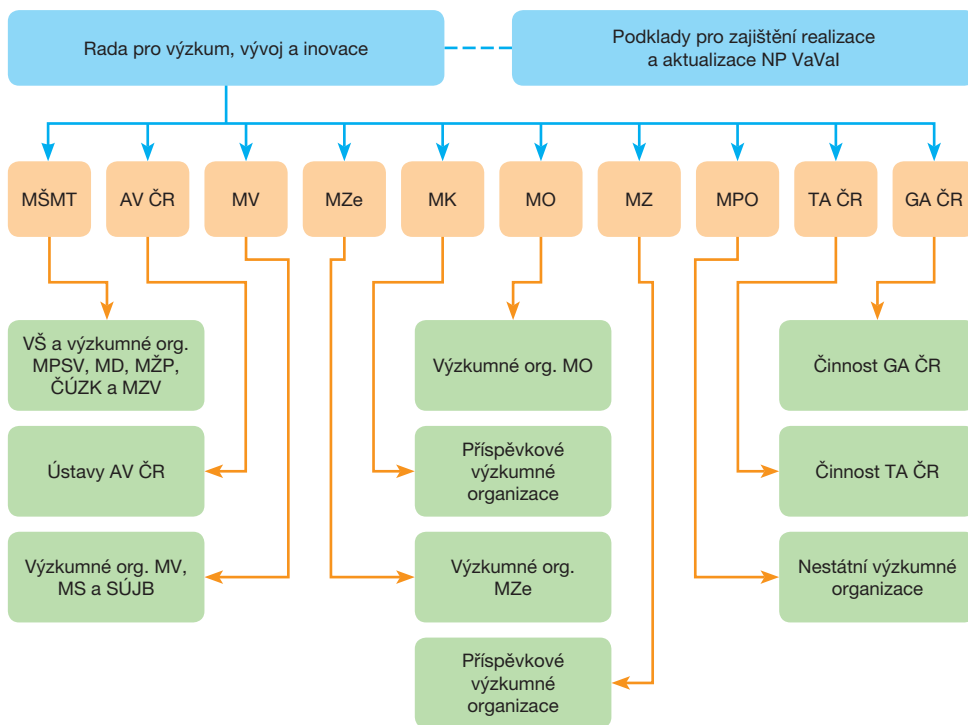 Rada pro výzkum, vývoj a inovace
Podklady pro zajištění realizace
a aktualizace NP VaVaI
MŠMT
AV ČR
MV
MZe
MK
MO
MZ
MPO
TA ČR
GA ČR
VŠ a výzkumné org.
MPSV, MD, MŽP,
ČÚZK a MZV
Výzkumné org. MO
Činnost GA ČR
Ústavy AV ČR
Příspěvkové
výzkumné
organizace
Činnost TA ČR
Výzkumné org. MV,
MS a SÚJB
Výzkumné org.
MZe
Nestátní výzkumné
organizace
Příspěvkové
výzkumné
organizace